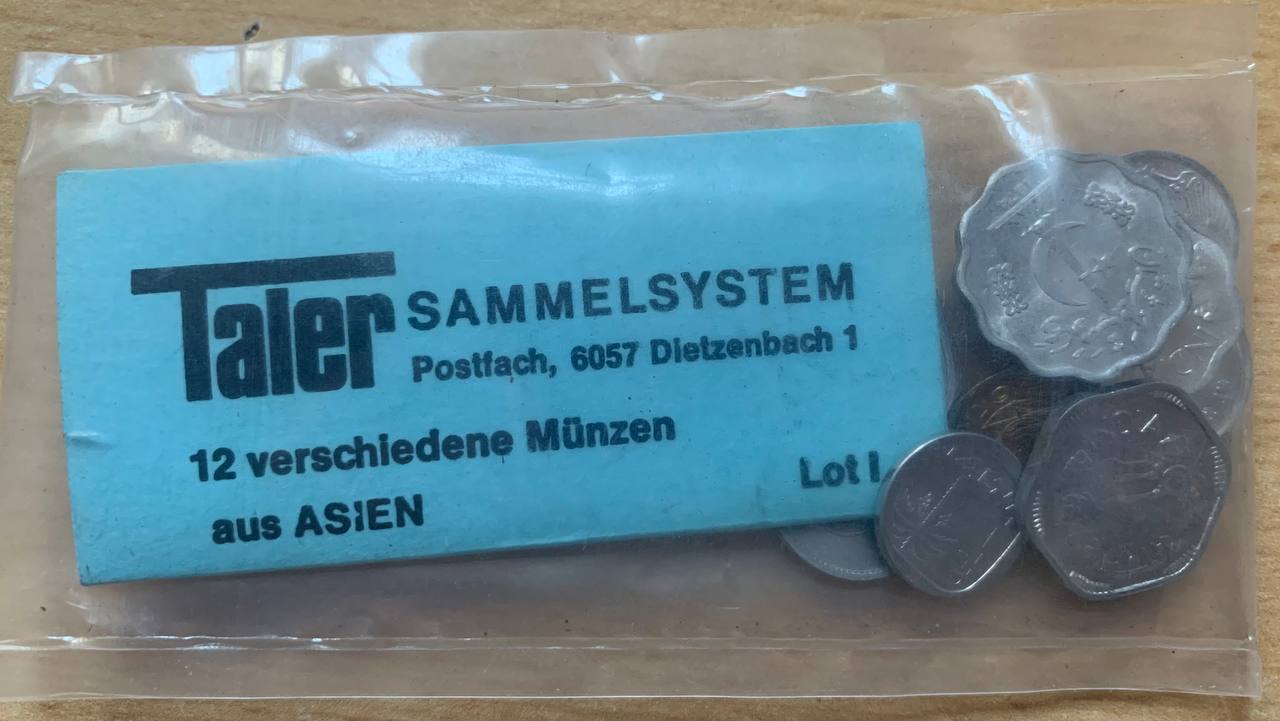 Taler SAMMELSYSTEM
Postfach, 6057 Dietzenbach 1
12 verschiedene Münzen
aus ASIEN
Lot I